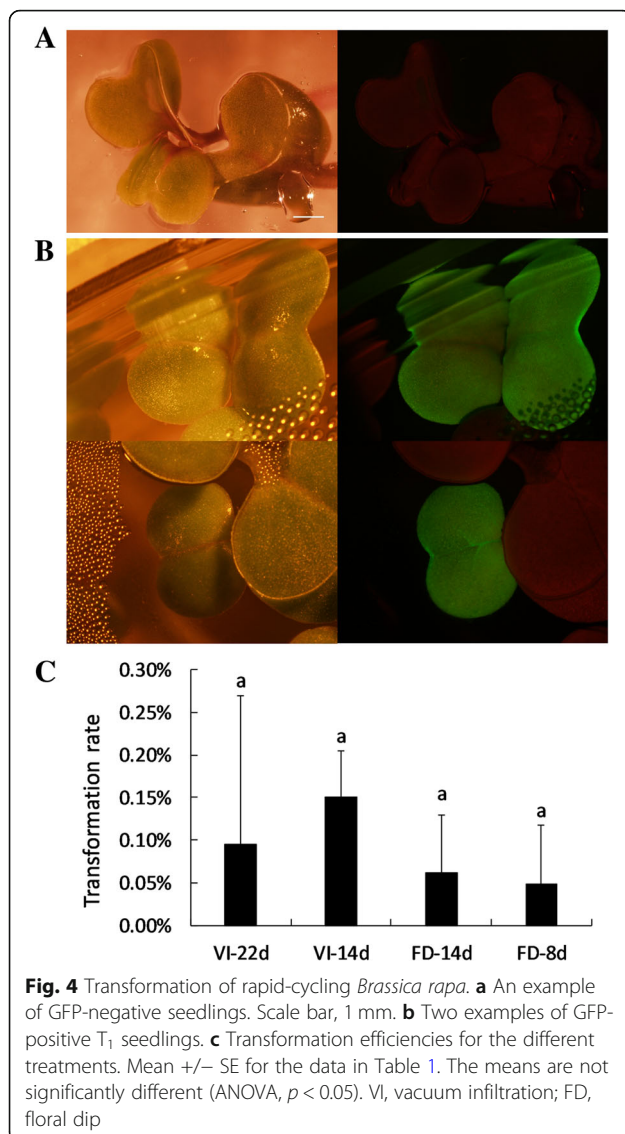 A
B
C
0.30%
0.25%
0.20%
0.15%
0.10%
0.05%
0.00%
Transformation rate
a
a
a
a
VI-22d
VI-14d
FD-14d
FD-8d
Fig. 4 Transformation of rapid-cycling Brassica rapa. a An example
of GFP-negative seedlings. Scale bar, 1 mm. b Two examples of GFP-
positive T₁ seedlings. c Transformation efficiencies for the different
treatments. Mean +/− SE for the data in Table 1. The means are not
significantly different (ANOVA, p < 0.05). VI, vacuum infiltration; FD,
floral dip